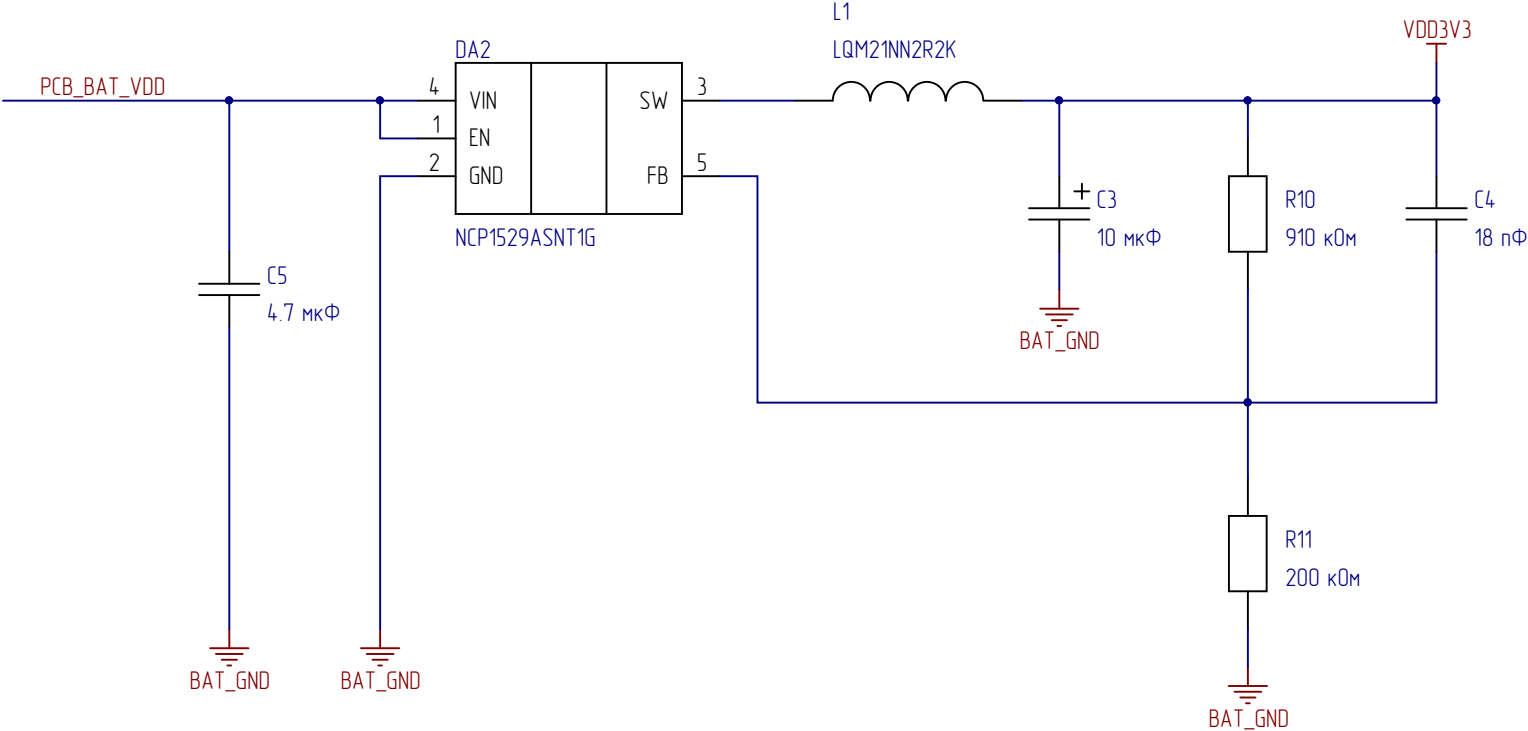 L1
LQM21NN2R2K
VDD3V3
DA2
PCB_BAT_VDD
4 VIN SW 3
1 EN
2 GND FB 5
NCP1529ASNT1G
+ C3
10 мкФ
R10
910 кОм
C4
18 пФ
C5
4.7 мкФ
BAT_GND
R11
200 кОм
BAT_GND
BAT_GND
BAT_GND